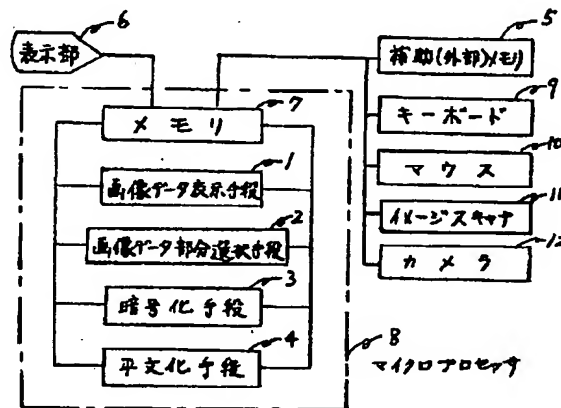 6
表示部
5
補助(外部)メモリ
7
メモリ
9
キーボード
1
画像データ表示手段
10
マウス
2
画像データ部分選択手段
11
イメージスキャナ
3
暗号化手段
12
カメラ
4
平文化手段
8
マイクロプロセッサ